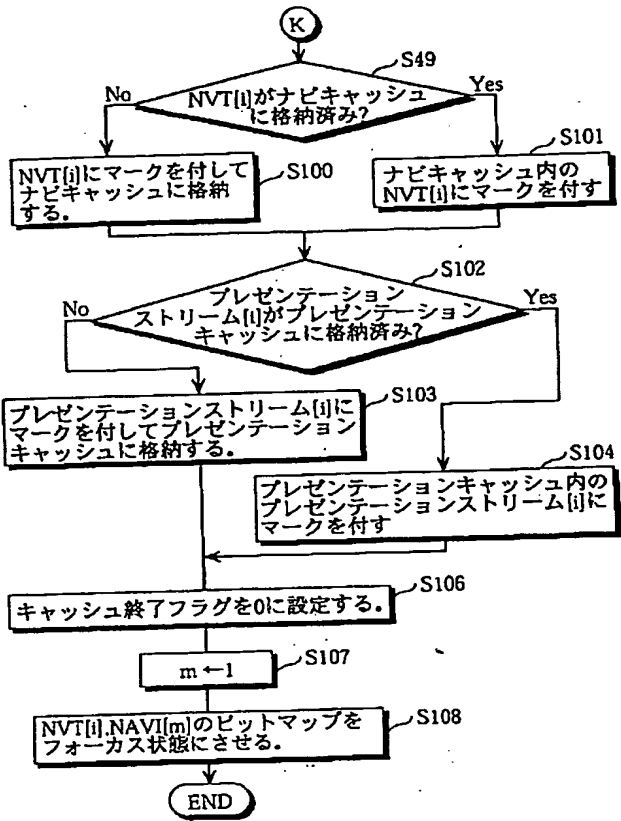 K
S49
No
Yes
NVT[i]がナビキャッシュ
に格納済み?
S101
NVT[i]にマークを付して
ナビキャッシュに格納
する。
S100
ナビキャッシュ内の
NVT[i]にマークを付す
S102
No
Yes
プレゼンテーション
ストリーム[i]がプレゼンテーション
キャッシュに格納済み?
S103
プレゼンテーションストリーム[i]に
マークを付してプレゼンテーション
キャッシュに格納する。
S104
プレゼンテーションキャッシュ内の
プレゼンテーションストリーム[i]に
マークを付す
S106
キャッシュ終了フラグを0に設定する。
S107
m←1
S108
NVT[i].NAVI[m]のビットマップを
フォーカス状態にさせる。
END